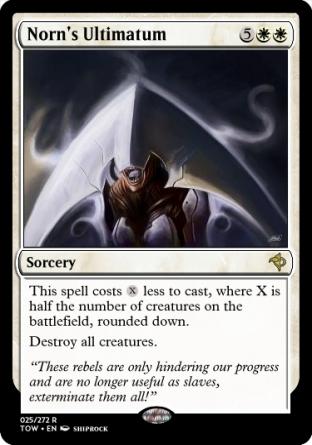 Norn's Ultimatum 5
Sorcery
This spell costs X less to cast, where X is
half the number of creatures on the
battlefield, rounded down.
Destroy all creatures.
“These rebels are only hindering our progress
and are no longer useful as slaves,
exterminate them all!”
025/272 R
TOW • EN SHIPROCK